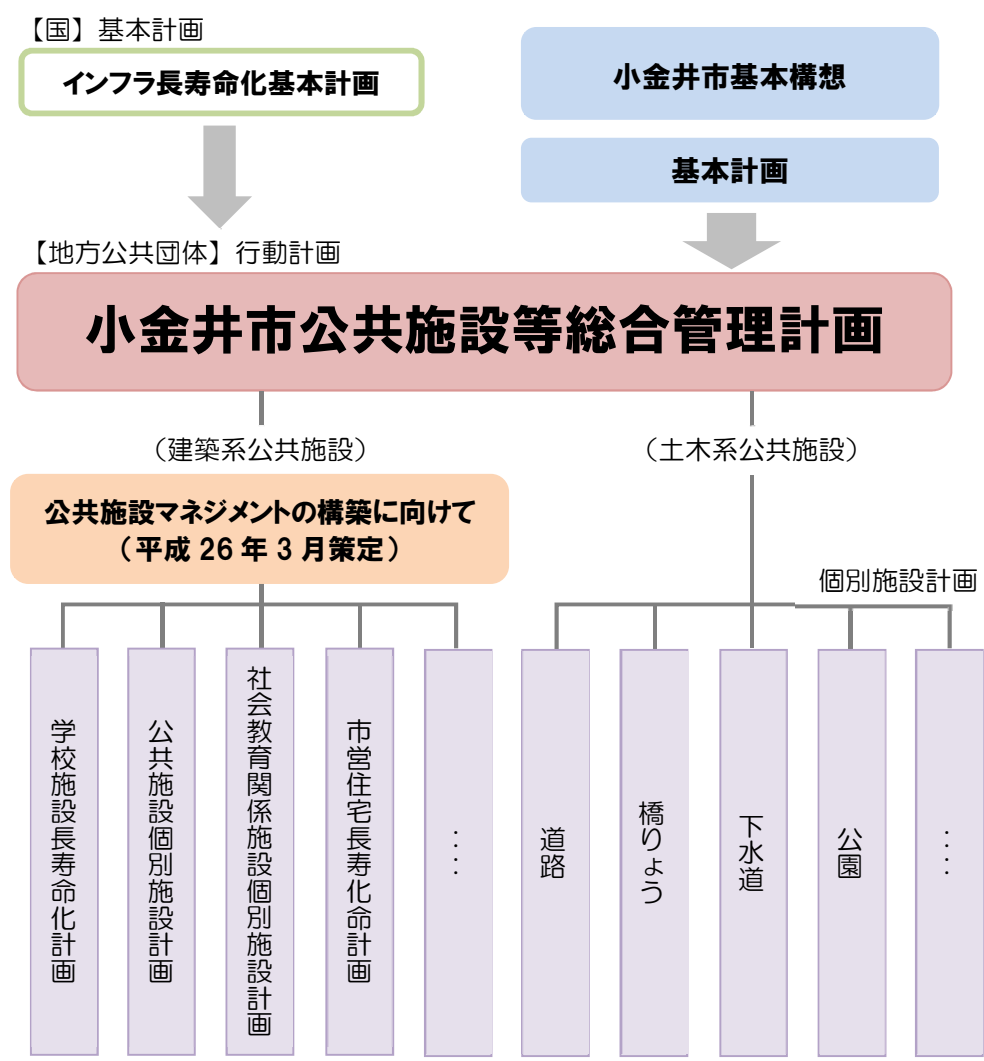 【国】基本計画
インフラ長寿命化基本計画
小金井市基本構想
基本計画
【地方公共団体】行動計画
小金井市公共施設等総合管理計画
（建築系公共施設）
（土木系公共施設）
公共施設マネジメントの構築に向けて
（平成 26 年 3 月策定）
個別施設計画
学校施設長寿命化計画
公共施設個別施設計画
社会教育関係施設個別施設計画
市営住宅長寿化命計画
‥‥
道路
橋りょう
下水道
公園
‥‥